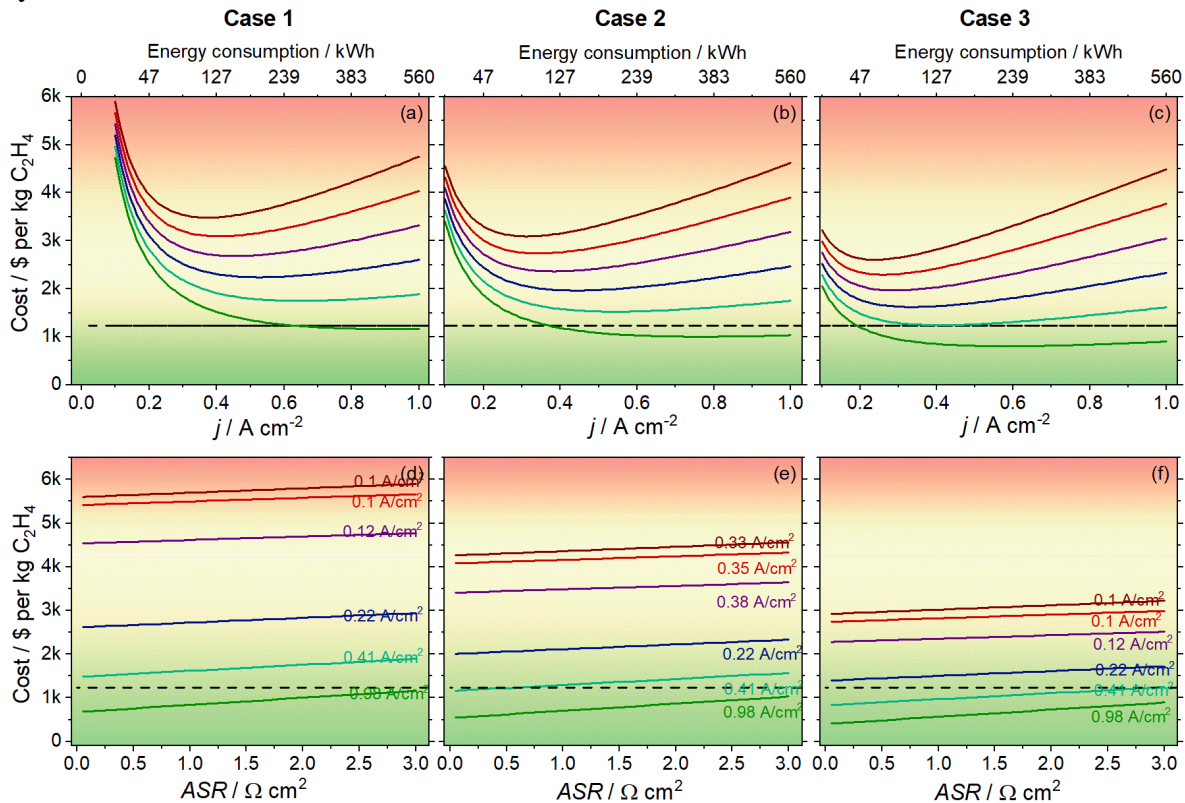 Case 1 Case 2 Case 3
Energy consumption / kWh Energy consumption / kWh Energy consumption / kWh
0 47 127 239 383 560 47 127 239 383 560 47 127 239 383 560
6k (a) (b) (c)
5k
4k
3k
2k
1k
0
Cost / $ per kg C₂H₄
0.0 0.2 0.4 0.6 0.8 1.0 0.2 0.4 0.6 0.8 1.0 0.2 0.4 0.6 0.8 1.0
j / A cm⁻² j / A cm⁻² j / A cm⁻²
6k
5k
4k
3k
2k
1k
0
Cost / $ per kg C₂H₄
(d)
0.1 A/cm²
0.1 A/cm²
0.12 A/cm²
0.22 A/cm²
0.41 A/cm²
0.98 A/cm²
(e)
0.33 A/cm²
0.35 A/cm²
0.38 A/cm²
0.22 A/cm²
0.41 A/cm²
0.98 A/cm²
(f)
0.1 A/cm²
0.1 A/cm²
0.12 A/cm²
0.22 A/cm²
0.41 A/cm²
0.98 A/cm²
0.0 0.5 1.0 1.5 2.0 2.5 3.0 0.0 0.5 1.0 1.5 2.0 2.5 3.0 0.0 0.5 1.0 1.5 2.0 2.5 3.0
ASR / Ω cm² ASR / Ω cm² ASR / Ω cm²